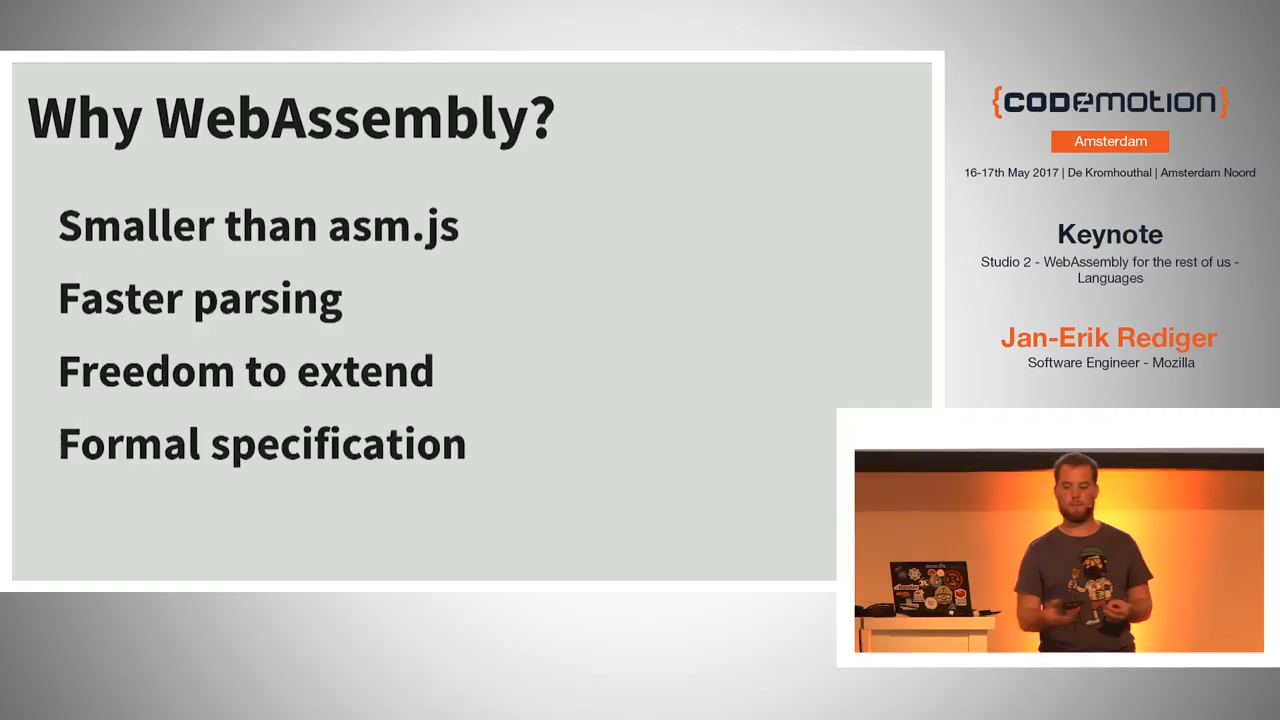 Why WebAssembly?
Smaller than asm.js
Faster parsing
Freedom to extend
Formal specification
{CODEMOTION}
Amsterdam
16-17th May 2017 | De Kromhouthal | Amsterdam Noord
Keynote
Studio 2 - WebAssembly for the rest of us -
Languages
Jan-Erik Rediger
Software Engineer - Mozilla